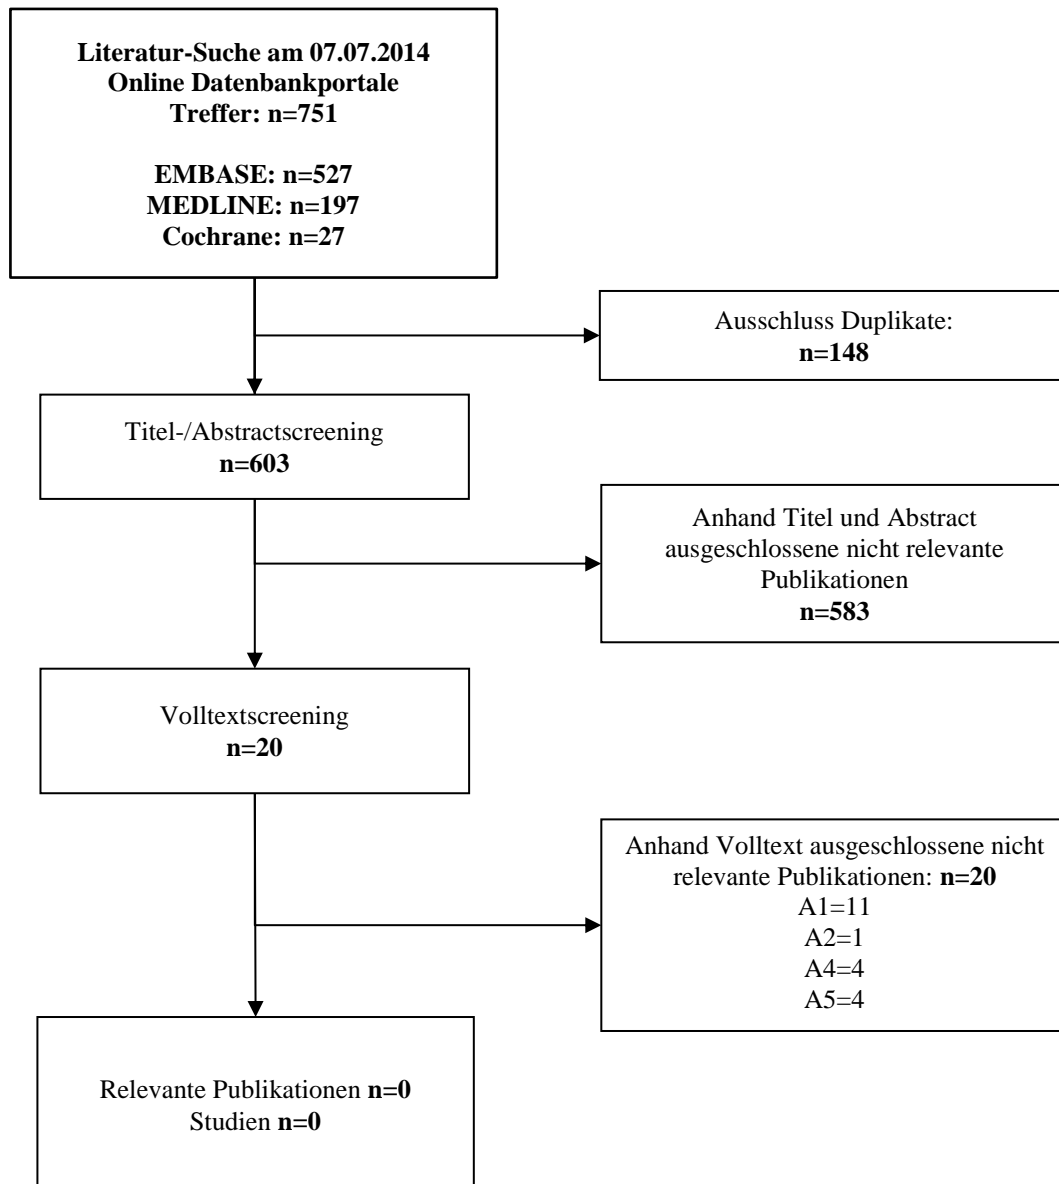 Literatur-Suche am 07.07.2014
Online Datenbankportale
Treffer: n=751
EMBASE: n=527
MEDLINE: n=197
Cochrane: n=27
Ausschluss Duplikate:
n=148
Titel-/Abstractscreening
n=603
Anhand Titel und Abstract
ausgeschlossene nicht relevante
Publikationen
n=583
Volltextscreening
n=20
Anhand Volltext ausgeschlossene nicht
relevante Publikationen: n=20
A1=11
A2=1
A4=4
A5=4
Relevante Publikationen n=0
Studien n=0